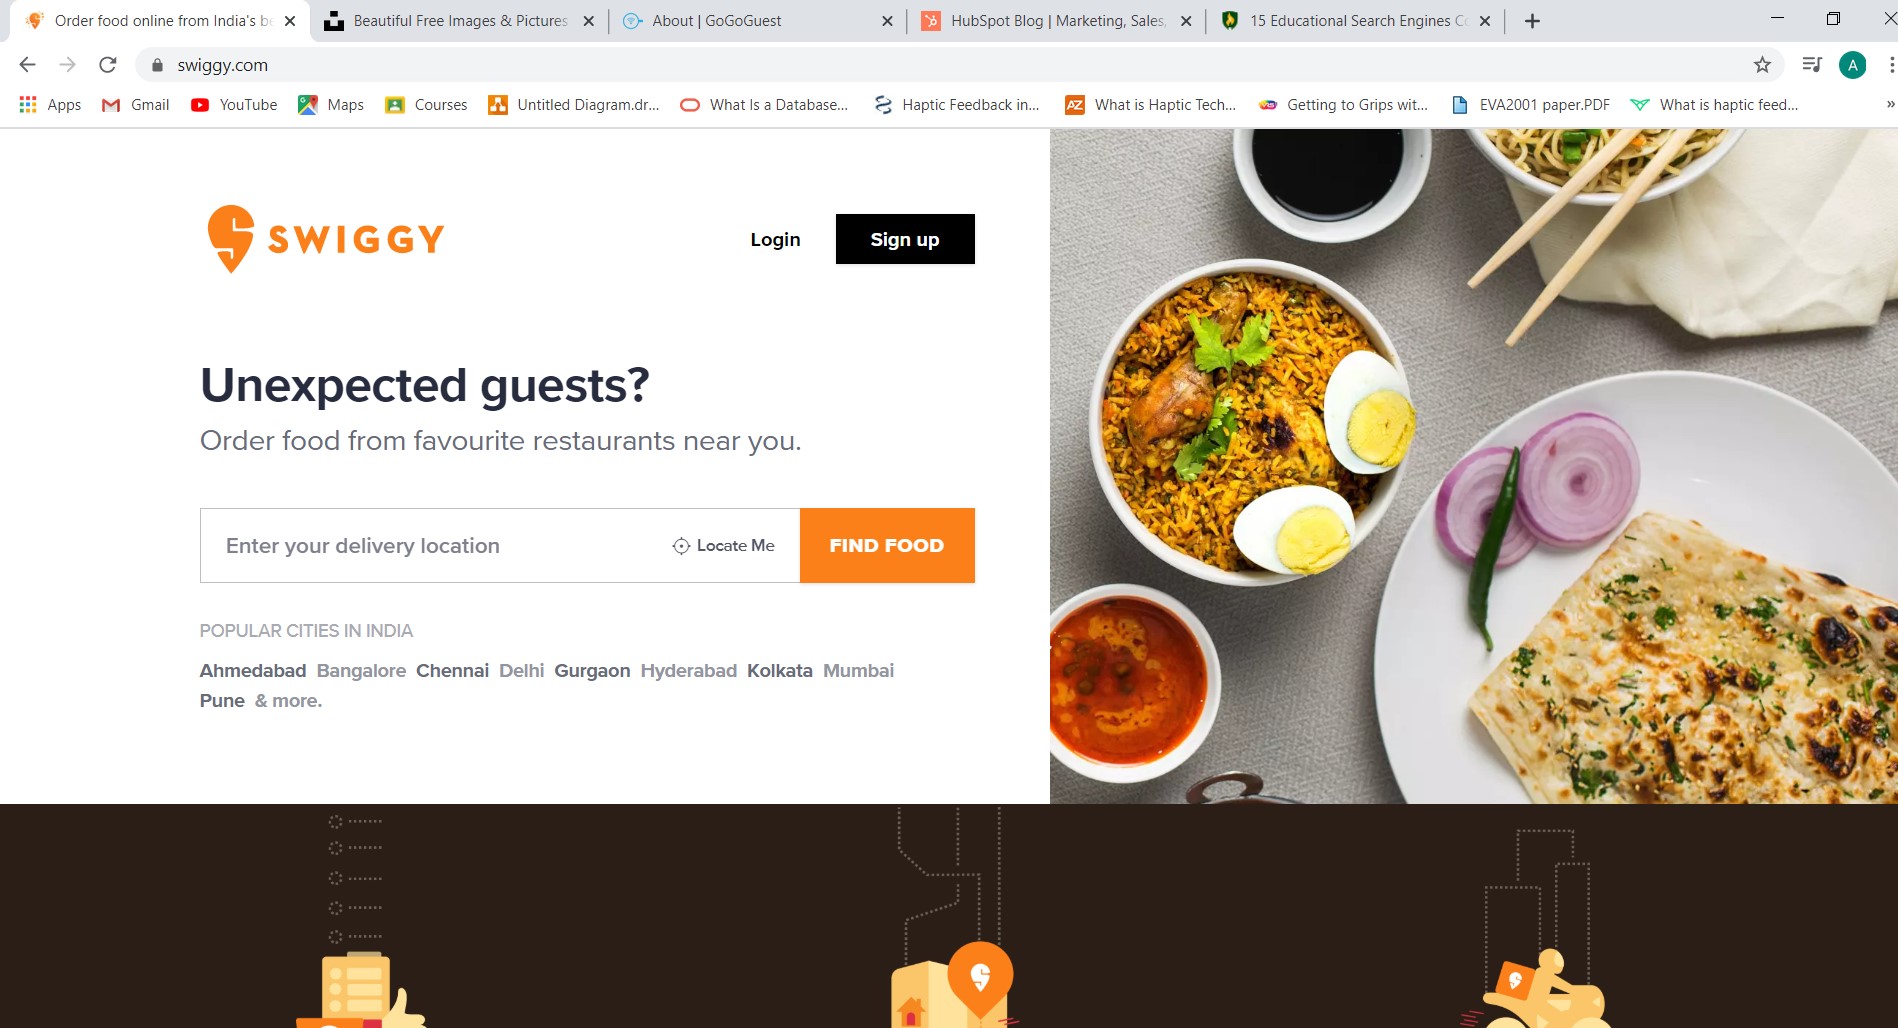 Order food online from India's be
Beautiful Free Images & Pictures
About | GoGoGuest
HubSpot Blog | Marketing, Sales,
15 Educational Search Engines Co
swiggy.com
A
Apps
Gmail
YouTube
Maps
Courses
Untitled Diagram.dr...
What Is a Database...
Haptic Feedback in...
AZ
What is Haptic Tech...
Getting to Grips wit...
EVA2001 paper.PDF
What is haptic feed...
SWIGGY
Login
Sign up
Unexpected guests?
Order food from favourite restaurants near you.
Enter your delivery location
Locate Me
FIND FOOD
POPULAR CITIES IN INDIA
Ahmedabad Bangalore Chennai Delhi Gurgaon Hyderabad Kolkata Mumbai
Pune & more.